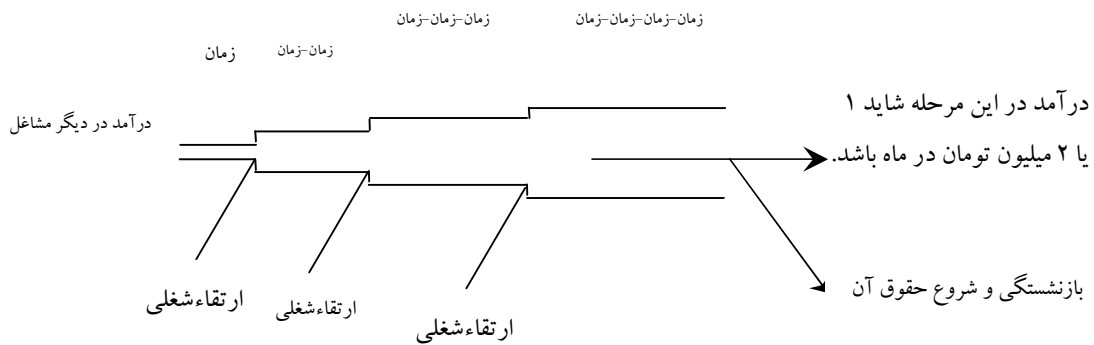 زمان-زمان-زمان-زمان
زمان-زمان-زمان
زمان-زمان
زمان
درآمد در این مرحله شاید ۱
یا ۲ میلیون تومان در ماه باشد.
درآمد در دیگر مشاغل
بازنشستگی و شروع حقوق آن
ارتقاءشغلی
ارتقاءشغلی
ارتقاءشغلی